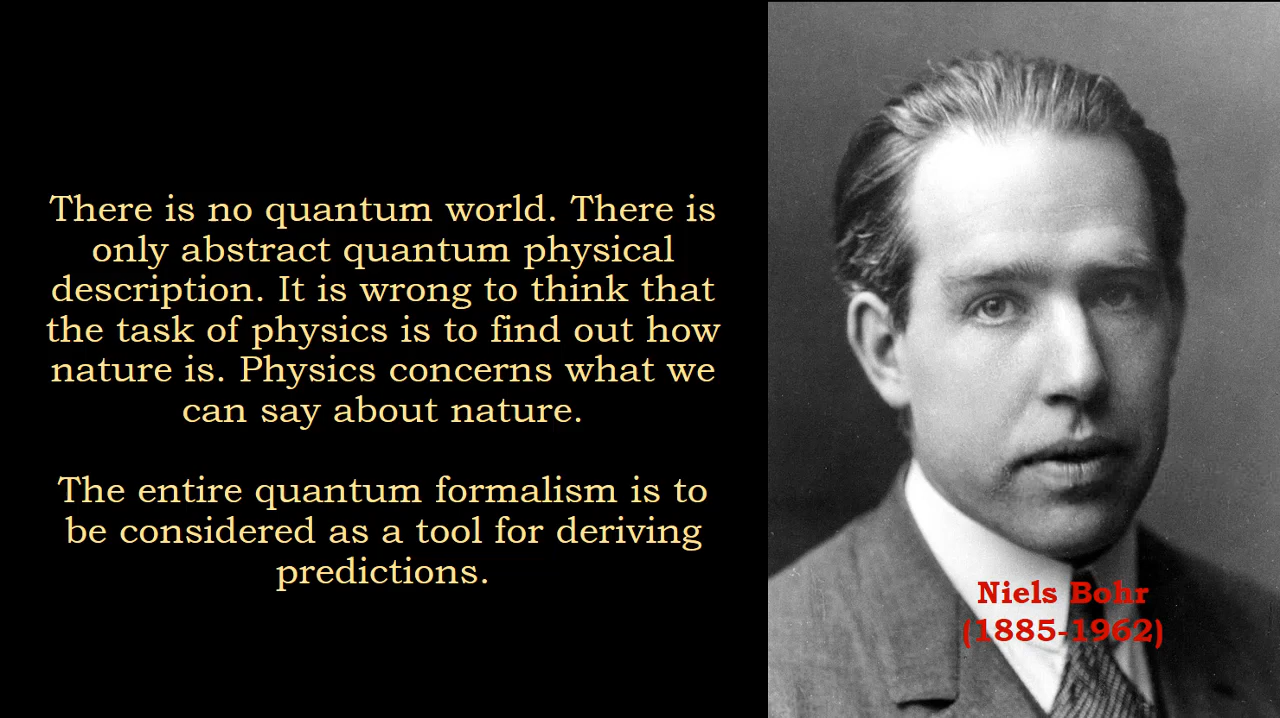 There is no quantum world. There is
only abstract quantum physical
description. It is wrong to think that
the task of physics is to find out how
nature is. Physics concerns what we
can say about nature.
The entire quantum formalism is to
be considered as a tool for deriving
predictions.
Niels Bohr
(1885-1962)